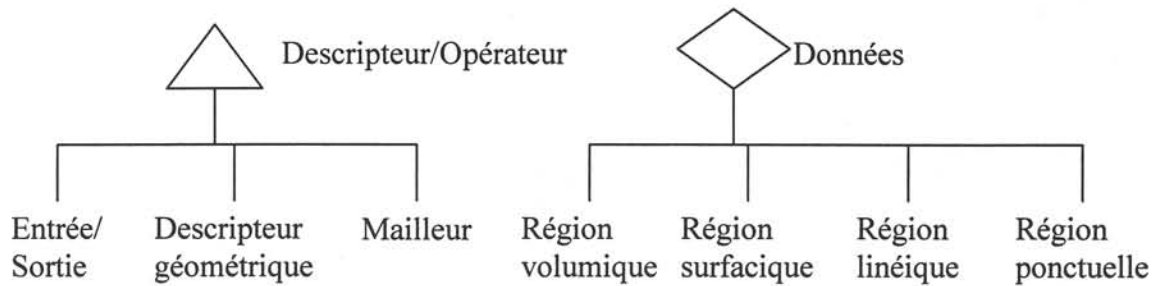 Descripteur/Opérateur
Données
Entrée/
Sortie
Descripteur
géométrique
Mailleur
Région
volumique
Région
surfacique
Région
linéique
Région
ponctuelle